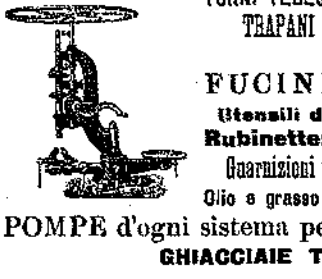 TRAPANI
FUCIN
Utensili d
Rubinette
Guarnizioni
Olio e grasso
POMPE d'ogni sistema pe
GHIACCIAIE T